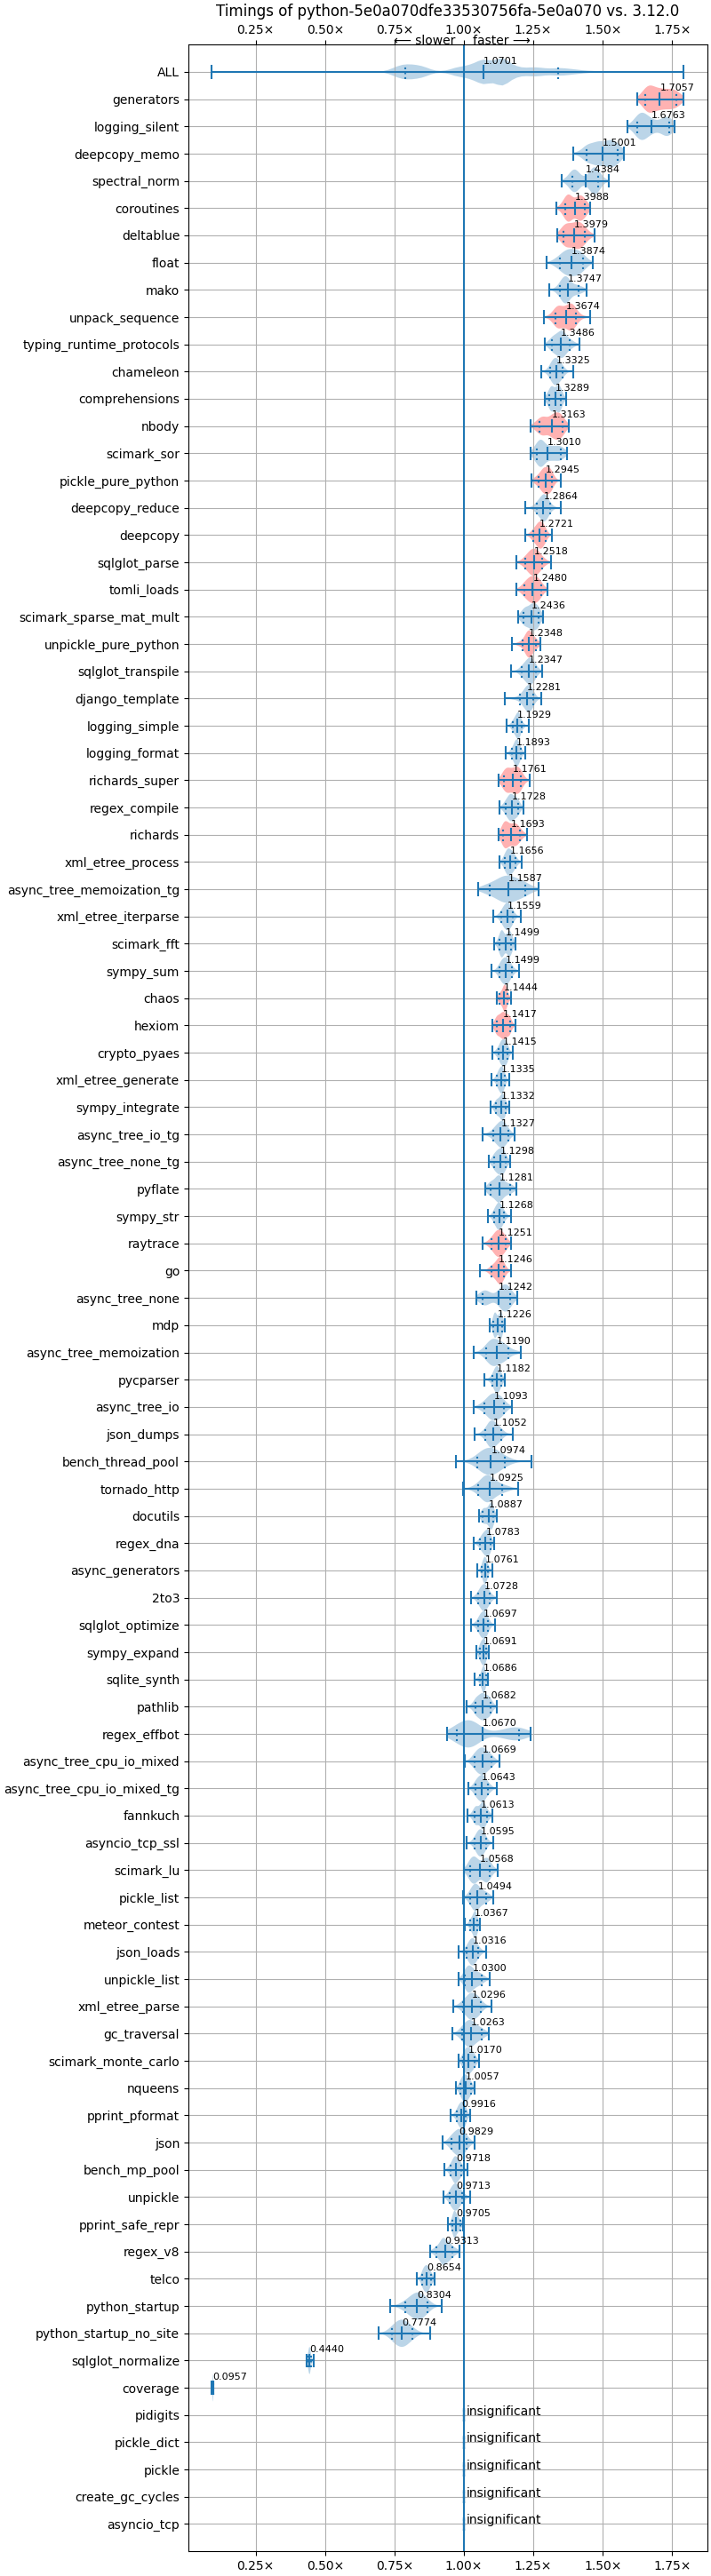 Timings of python-5e0a070dfe33530756fa-5e0a070 vs. 3.12.0
0.25× 0.50× 0.75× 1.00× 1.25× 1.50× 1.75×
⟵ slower faster ⟶
ALL 1.0701
generators 1.7057
logging_silent 1.6763
deepcopy_memo 1.5001
spectral_norm 1.4384
coroutines 1.3988
deltablue 1.3979
float 1.3874
mako 1.3747
unpack_sequence 1.3674
typing_runtime_protocols 1.3486
chameleon 1.3325
comprehensions 1.3289
nbody 1.3163
scimark_sor 1.3010
pickle_pure_python 1.2945
deepcopy_reduce 1.2864
deepcopy 1.2721
sqlglot_parse 1.2518
tomli_loads 1.2480
scimark_sparse_mat_mult 1.2436
unpickle_pure_python 1.2348
sqlglot_transpile 1.2347
django_template 1.2281
logging_simple 1.1929
logging_format 1.1893
richards_super 1.1761
regex_compile 1.1728
richards 1.1693
xml_etree_process 1.1656
async_tree_memoization_tg 1.1587
xml_etree_iterparse 1.1559
scimark_fft 1.1499
sympy_sum 1.1499
chaos 1.1444
hexiom 1.1417
crypto_pyaes 1.1415
xml_etree_generate 1.1335
sympy_integrate 1.1332
async_tree_io_tg 1.1327
async_tree_none_tg 1.1298
pyflate 1.1281
sympy_str 1.1268
raytrace 1.1251
go 1.1246
async_tree_none 1.1242
mdp 1.1226
async_tree_memoization 1.1190
pycparser 1.1182
async_tree_io 1.1093
json_dumps 1.1052
bench_thread_pool 1.0974
tornado_http 1.0925
docutils 1.0887
regex_dna 1.0783
async_generators 1.0761
2to3 1.0728
sqlglot_optimize 1.0697
sympy_expand 1.0691
sqlite_synth 1.0686
pathlib 1.0682
regex_effbot 1.0670
async_tree_cpu_io_mixed 1.0669
async_tree_cpu_io_mixed_tg 1.0643
fannkuch 1.0613
asyncio_tcp_ssl 1.0595
scimark_lu 1.0568
pickle_list 1.0494
meteor_contest 1.0367
json_loads 1.0316
unpickle_list 1.0300
xml_etree_parse 1.0296
gc_traversal 1.0263
scimark_monte_carlo 1.0170
nqueens 1.0057
pprint_pformat 0.9916
json 0.9829
bench_mp_pool 0.9718
unpickle 0.9713
pprint_safe_repr 0.9705
regex_v8 0.9313
telco 0.8654
python_startup 0.8304
python_startup_no_site 0.7774
sqlglot_normalize 0.4440
coverage 0.0957
pidigits insignificant
pickle_dict insignificant
pickle insignificant
create_gc_cycles insignificant
asyncio_tcp insignificant
0.25× 0.50× 0.75× 1.00× 1.25× 1.50× 1.75×